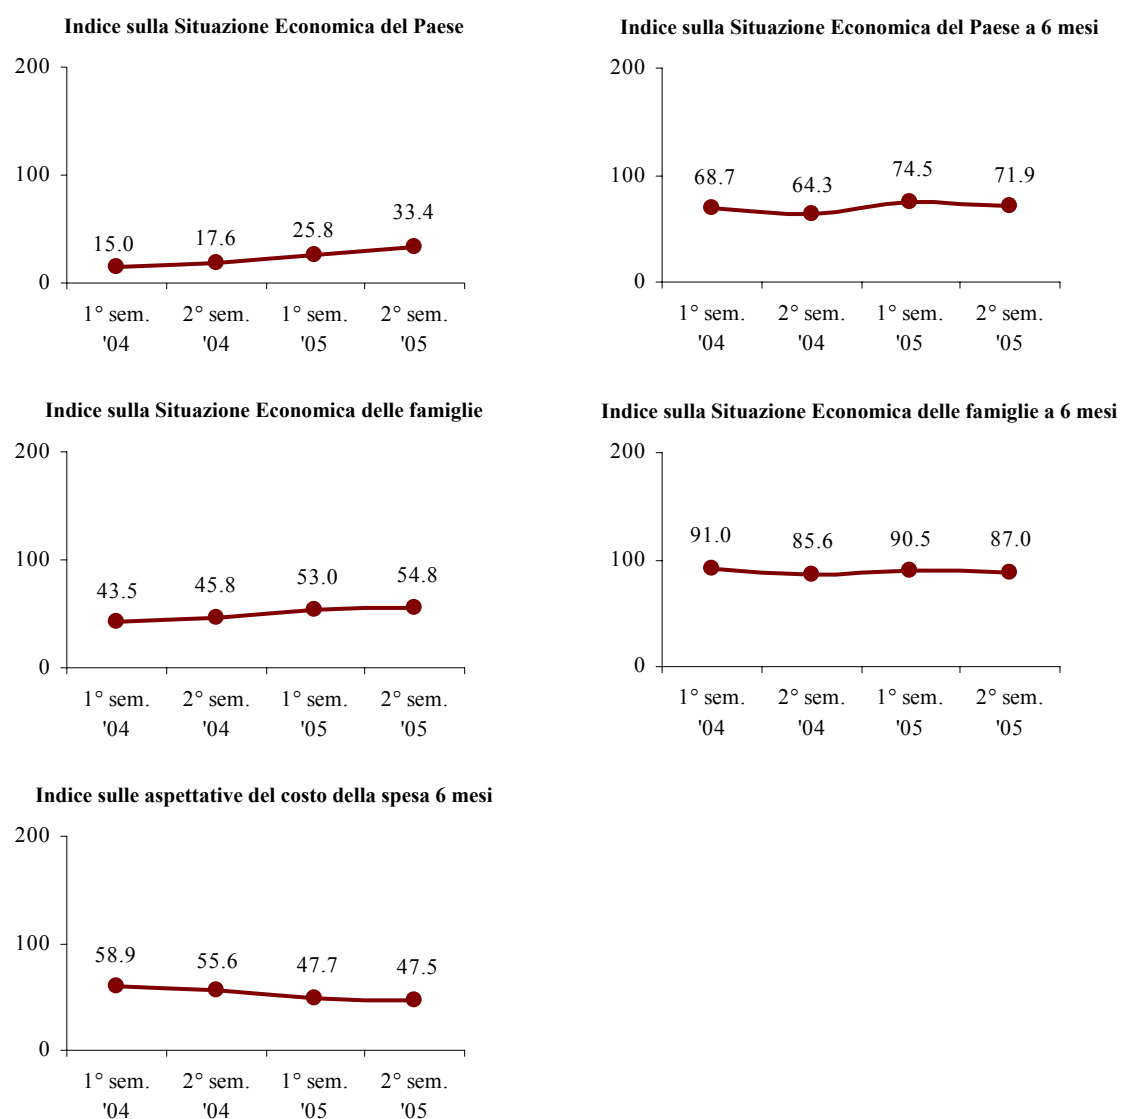 Indice sulla Situazione Economica del Paese
200
100
0
15.0
17.6
25.8
33.4
1° sem. 2° sem. 1° sem. 2° sem.
'04 '04 '05 '05
Indice sulla Situazione Economica del Paese a 6 mesi
200
100
0
68.7
64.3
74.5
71.9
1° sem. 2° sem. 1° sem. 2° sem.
'04 '04 '05 '05
Indice sulla Situazione Economica delle famiglie
200
100
0
43.5
45.8
53.0
54.8
1° sem. 2° sem. 1° sem. 2° sem.
'04 '04 '05 '05
Indice sulla Situazione Economica delle famiglie a 6 mesi
200
100
0
91.0
85.6
90.5
87.0
1° sem. 2° sem. 1° sem. 2° sem.
'04 '04 '05 '05
Indice sulle aspettative del costo della spesa 6 mesi
200
100
0
58.9
55.6
47.7
47.5
1° sem. 2° sem. 1° sem. 2° sem.
'04 '04 '05 '05